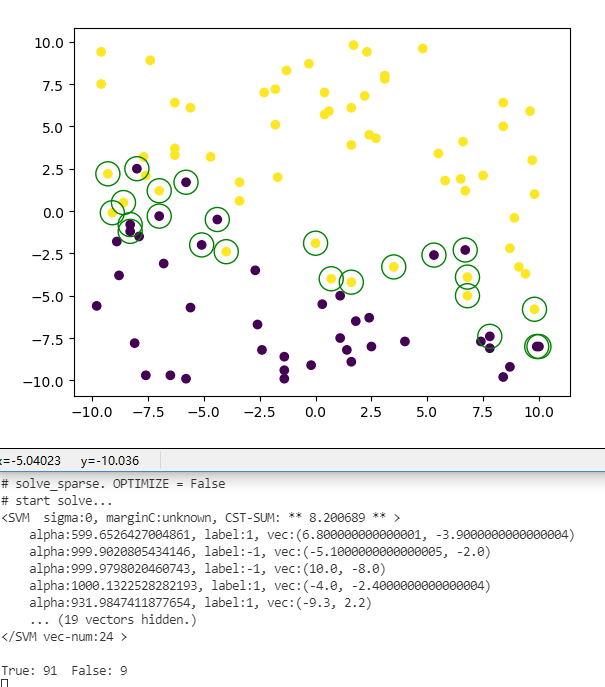 10.0
7.5
5.0
2.5
0.0
−2.5
−5.0
−7.5
−10.0
−10.0 −7.5 −5.0 −2.5 0.0 2.5 5.0 7.5 10.0
x=-5.04023 y=-10.036
# solve_sparse. OPTIMIZE = False
# start solve...
<SVM sigma:0, marginC:unknown, CST-SUM: ** 8.200689 ** >
alpha:599.6526427004861, label:1, vec:(6.800000000000001, -3.9000000000000004)
alpha:999.9020805434146, label:-1, vec:(-5.1000000000000005, -2.0)
alpha:999.9798020460743, label:-1, vec:(10.0, -8.0)
alpha:1000.1322528282193, label:1, vec:(-4.0, -2.4000000000000004)
alpha:931.9847411877654, label:1, vec:(-9.3, 2.2)
... (19 vectors hidden.)
</SVM vec-num:24 >
True: 91 False: 9